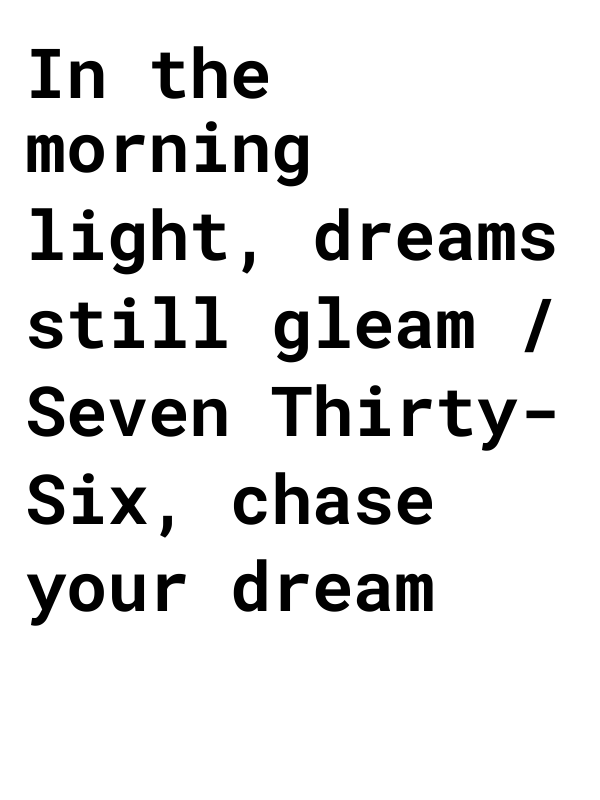 In the
morning
light, dreams
still gleam /
Seven Thirty-
Six, chase
your dream